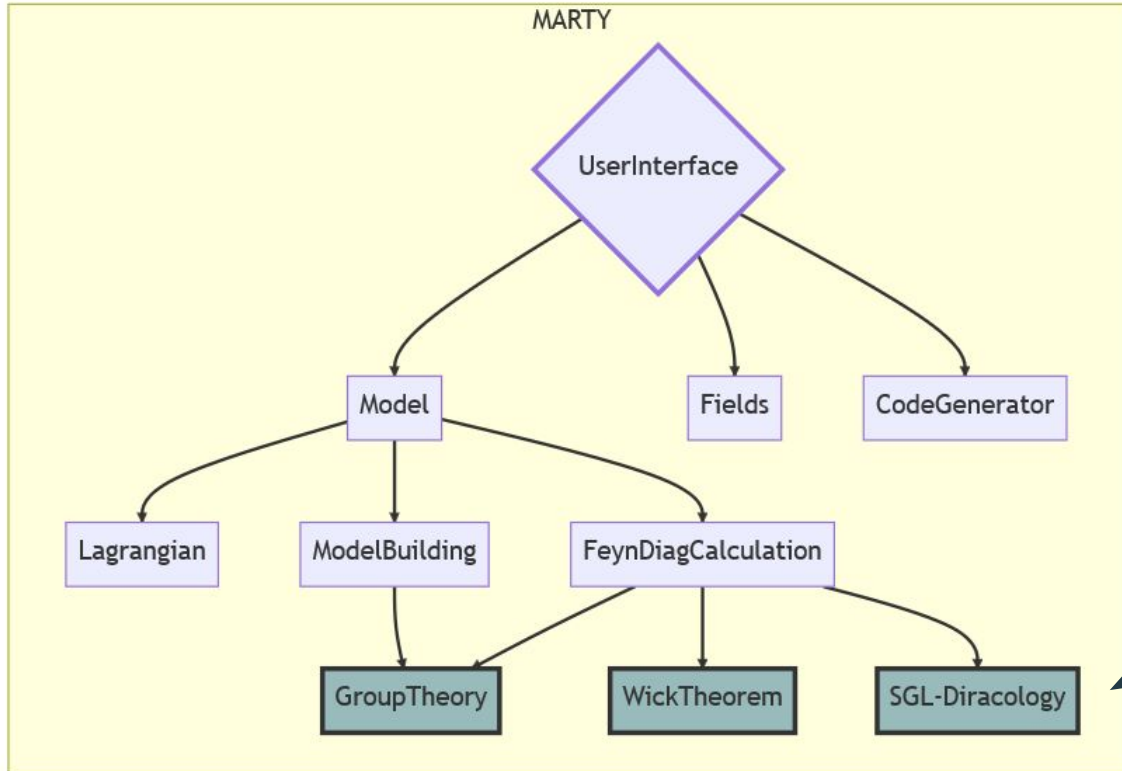 MARTY
UserInterface
Model
Fields
CodeGenerator
Lagrangian
ModelBuilding
FeynDiagCalculation
GroupTheory
WickTheorem
SGL-Diracology